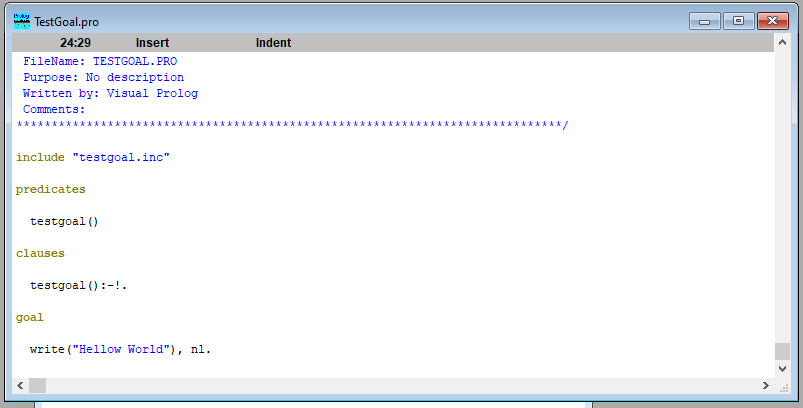 TestGoal.pro
24:29 Insert Indent
FileName: TESTGOAL.PRO
Purpose: No description
Written by: Visual Prolog
Comments:
******************************************************************************/
include "testgoal.inc"
predicates
testgoal()
clauses
testgoal():-!.
goal
write("Hellow World"), nl.